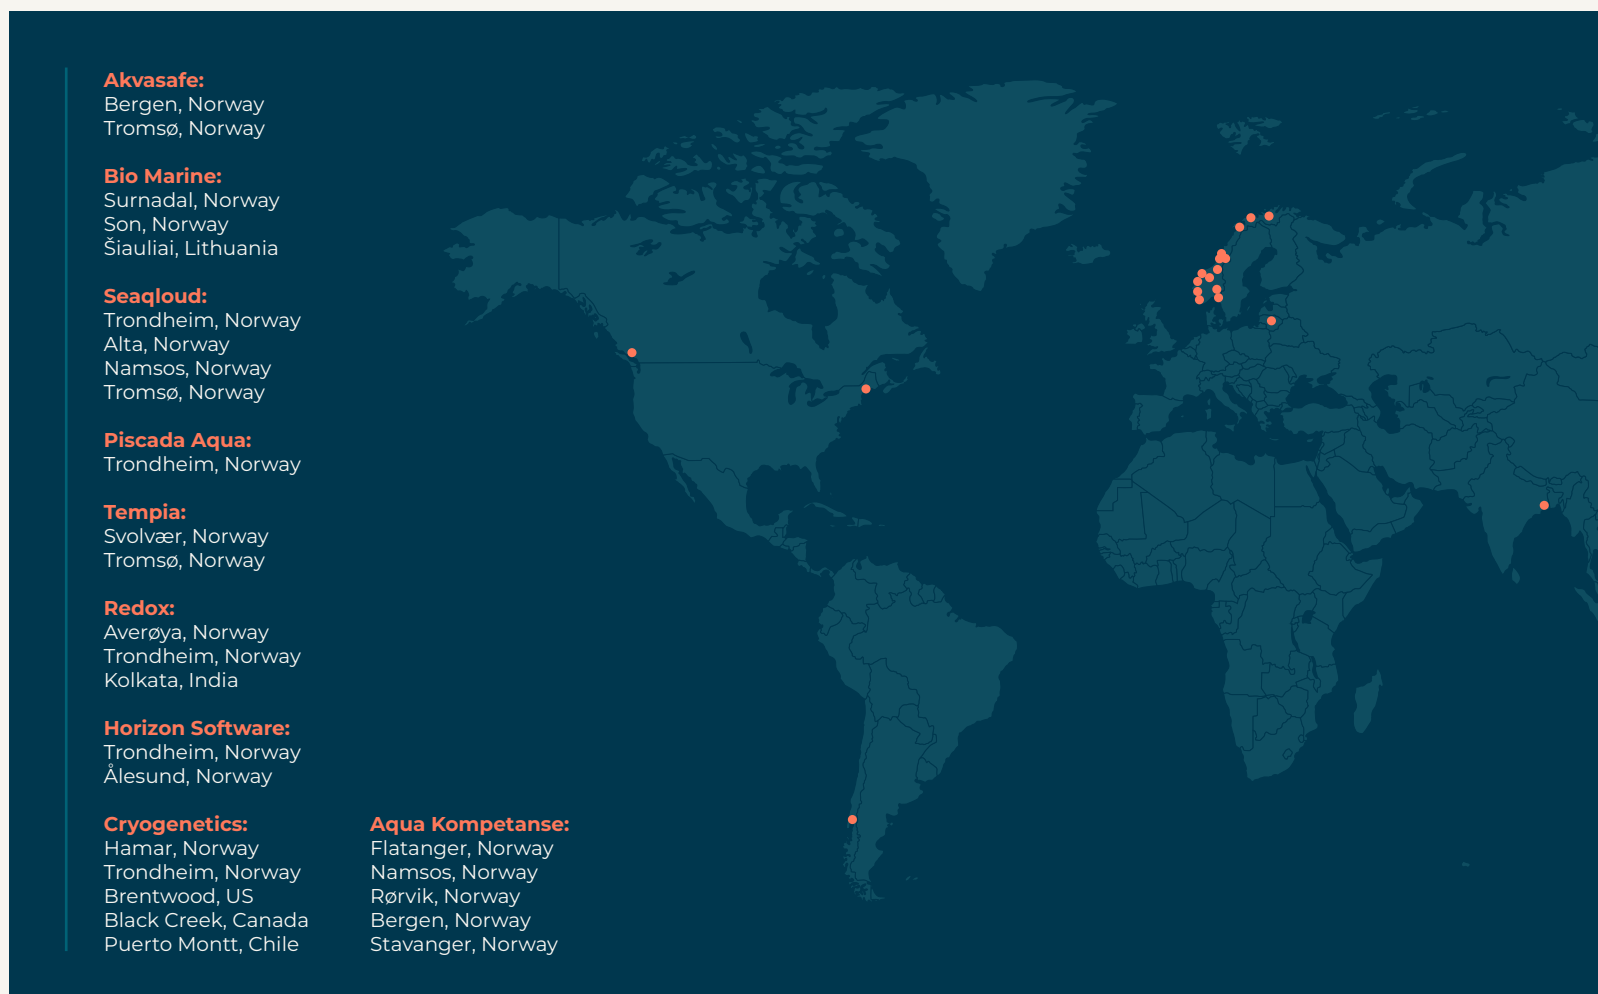 Akvasafe:
Bergen, Norway
Tromsø, Norway
Bio Marine:
Surnadal, Norway
Son, Norway
Šiauliai, Lithuania
Seaqloud:
Trondheim, Norway
Alta, Norway
Namsos, Norway
Tromsø, Norway
Piscada Aqua:
Trondheim, Norway
Tempia:
Svolvær, Norway
Tromsø, Norway
Redox:
Averøya, Norway
Trondheim, Norway
Kolkata, India
Horizon Software:
Trondheim, Norway
Ålesund, Norway
Cryogenetics:
Hamar, Norway
Trondheim, Norway
Brentwood, US
Black Creek, Canada
Puerto Montt, Chile
Aqua Kompetanse:
Flatanger, Norway
Namsos, Norway
Rørvik, Norway
Bergen, Norway
Stavanger, Norway